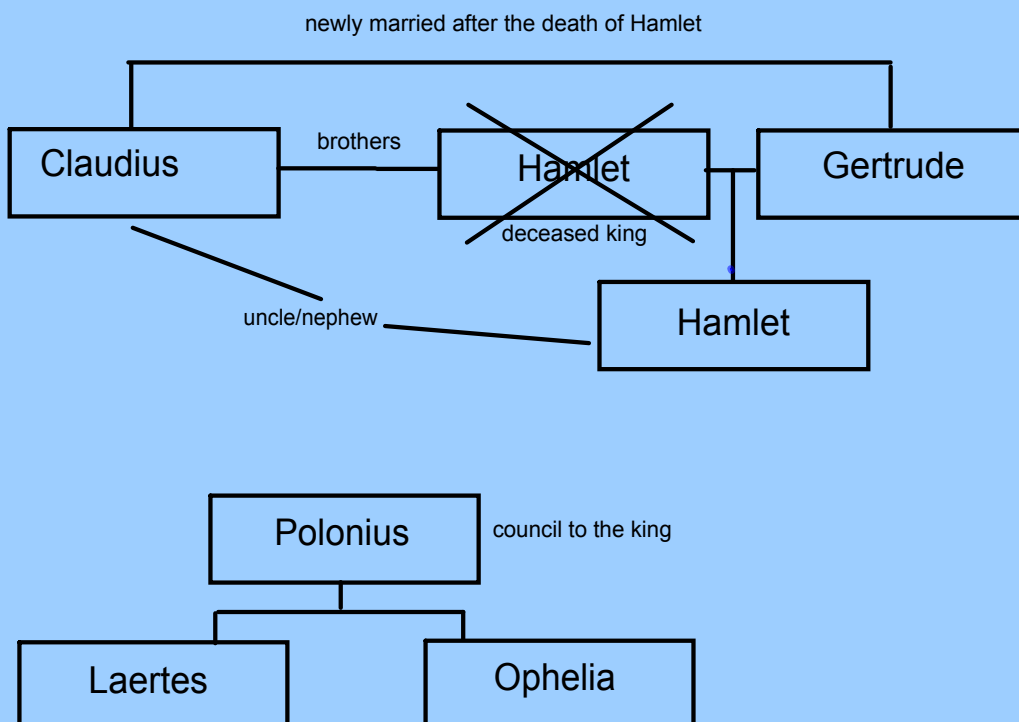 newly married after the death of Hamlet
Claudius
brothers
Hamlet
Gertrude
deceased king
uncle/nephew
Hamlet
Polonius
council to the king
Laertes
Ophelia